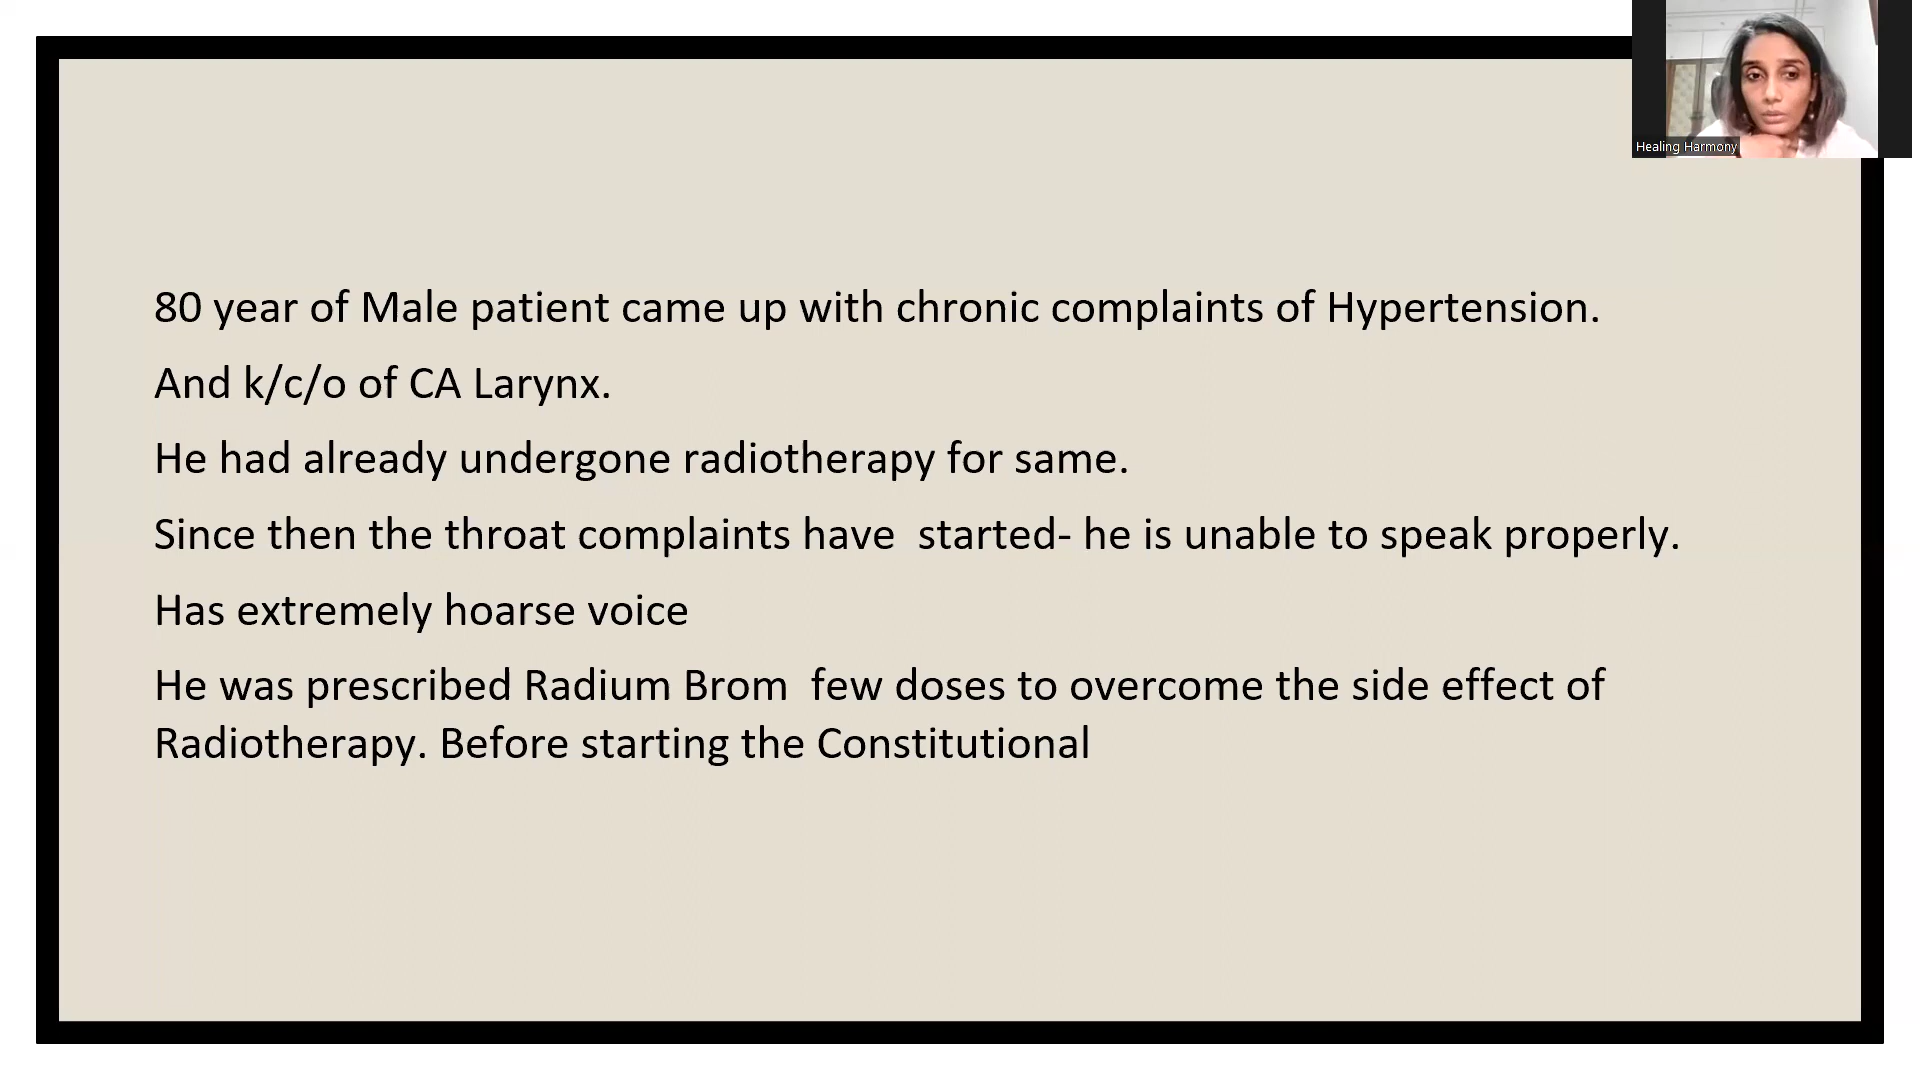 Healing Harmony
80 year of Male patient came up with chronic complaints of Hypertension.
And k/c/o of CA Larynx.
He had already undergone radiotherapy for same.
Since then the throat complaints have  started- he is unable to speak properly.
Has extremely hoarse voice
He was prescribed Radium Brom  few doses to overcome the side effect of
Radiotherapy. Before starting the Constitutional